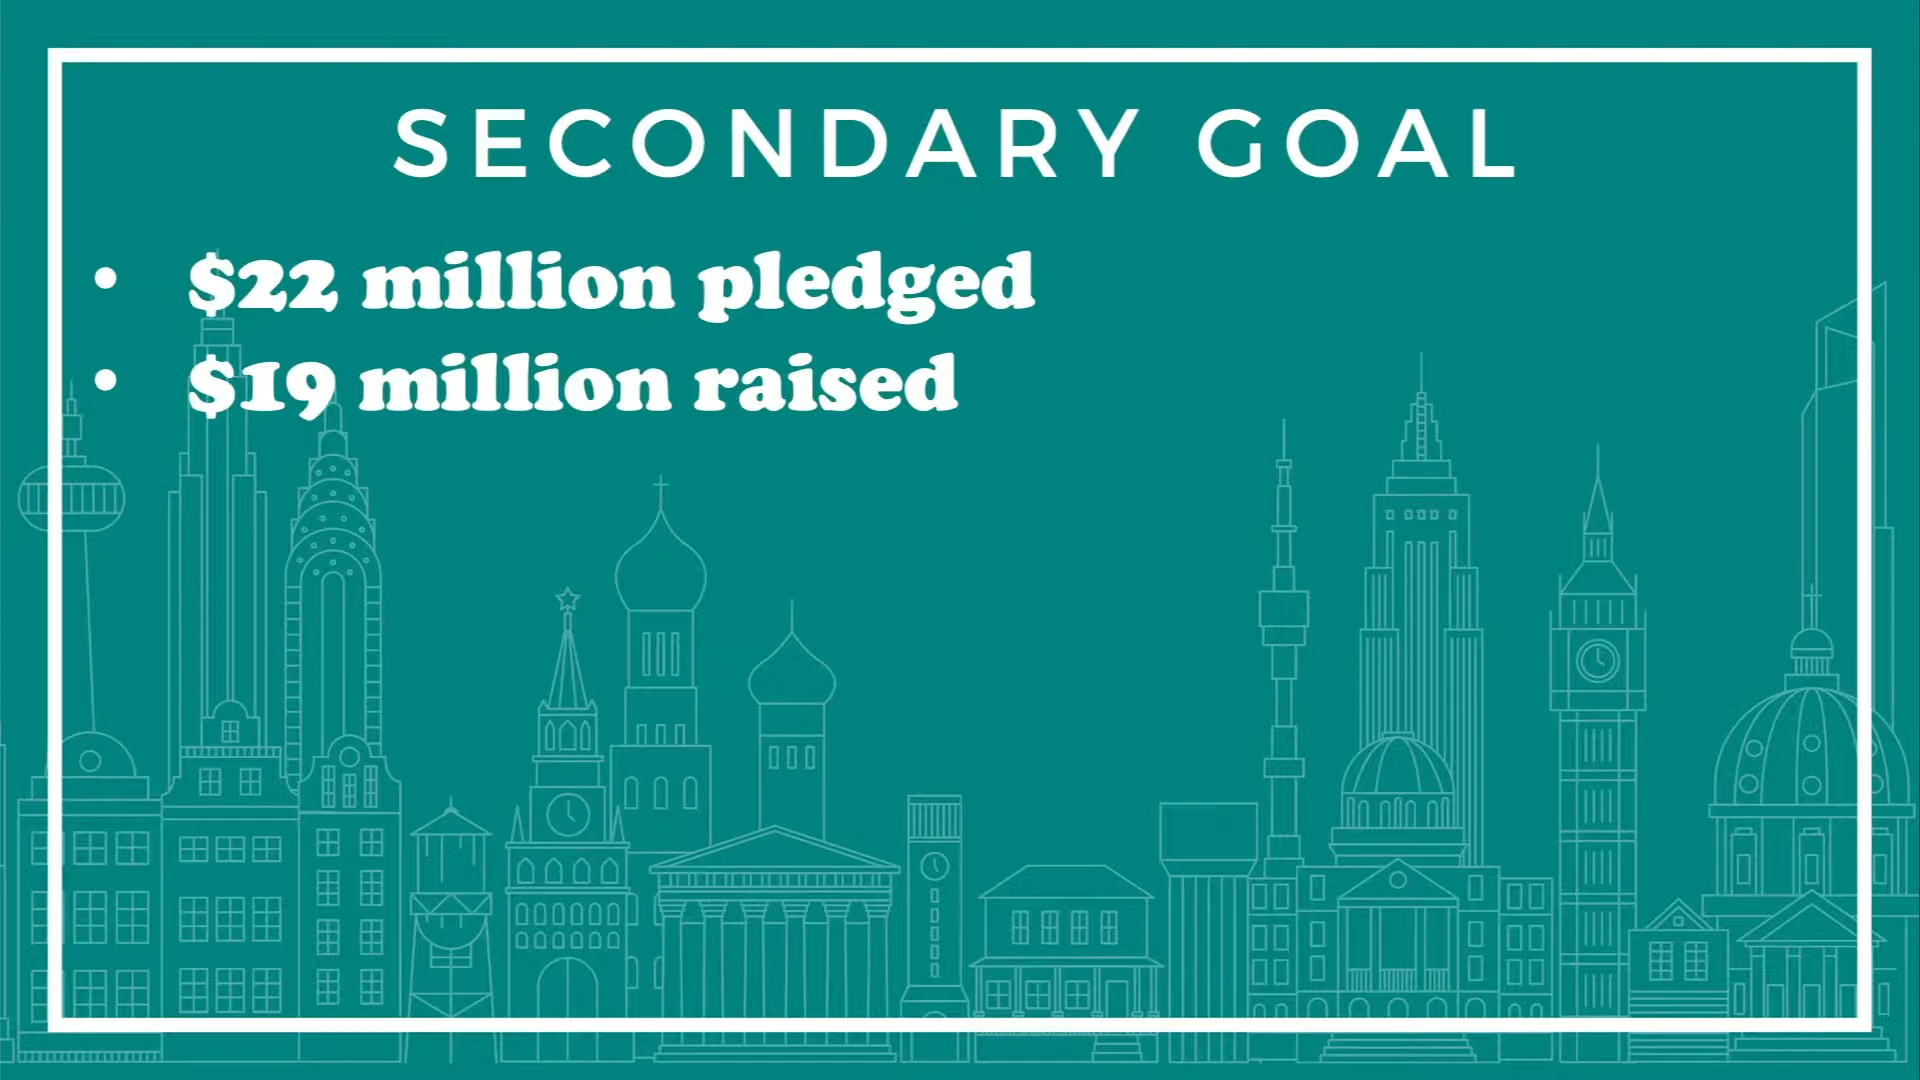 SECONDARY GOAL
• $22 million pledged
• $19 million raised